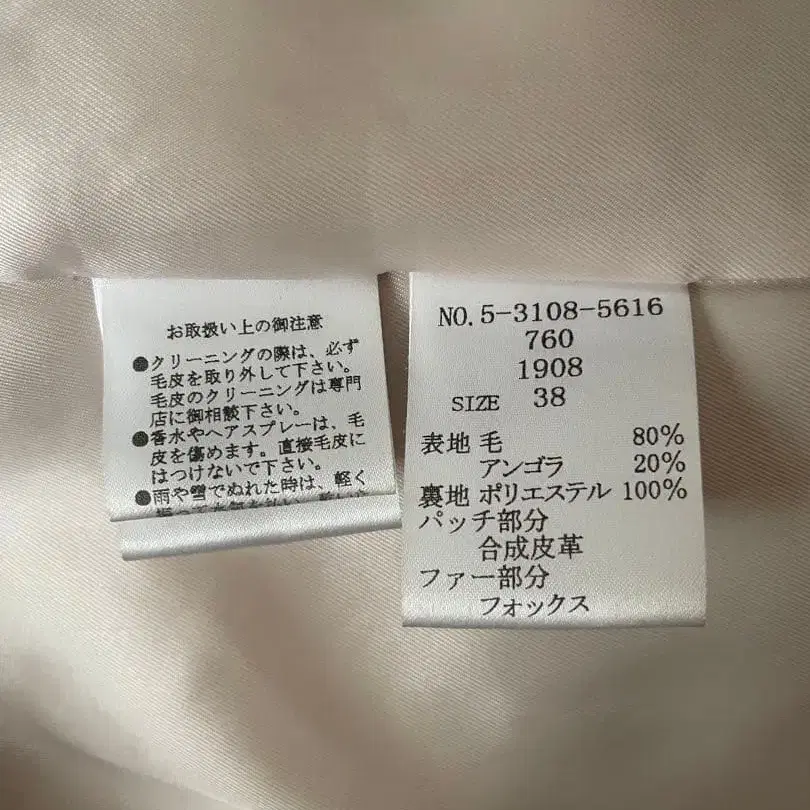 お取扱い上の御注意
●クリーニングの際は、必ず
毛皮を取り外して下さい。
毛皮のクリーニングは専門
店に御相談下さい。
●香水やヘアスプレーは、毛
皮を傷めます。直接毛皮に
はつけないで下さい。
●雨や雪でぬれた時は、軽く
NO. 5-3108-5616
760
1908
SIZE 38
表地 毛 80%
アンゴラ 20%
裏地 ポリエステル 100%
パッチ部分
合成皮革
ファー部分
フォックス